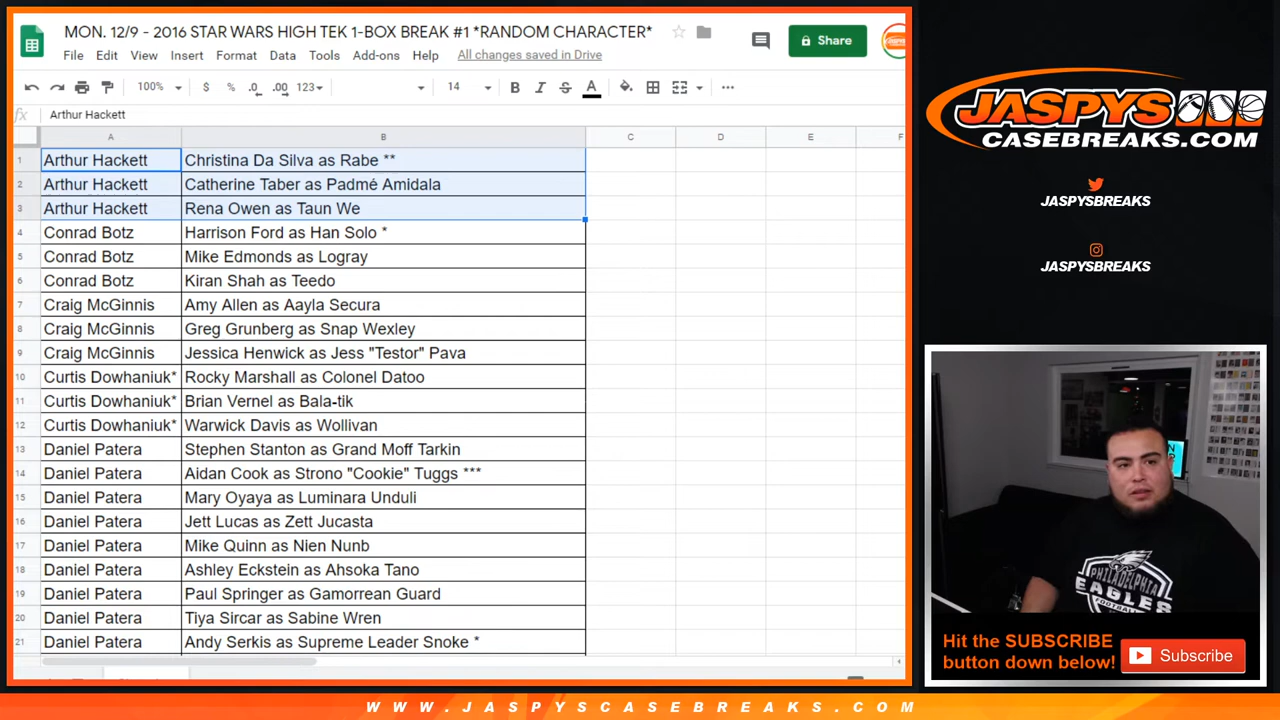 MON. 12/9 - 2016 STAR WARS HIGH TEK 1-BOX BREAK #1 *RANDOM CHARACTER*
File Edit View Insert Format Data Tools Add-ons Help All changes saved in Drive
Share
100% $ % .0 .00 123 14 B I S A
fx Arthur Hackett
A B C D E F
1 Arthur Hackett Christina Da Silva as Rabe **
2 Arthur Hackett Catherine Taber as Padmé Amidala
3 Arthur Hackett Rena Owen as Taun We
4 Conrad Botz Harrison Ford as Han Solo *
5 Conrad Botz Mike Edmonds as Logray
6 Conrad Botz Kiran Shah as Teedo
7 Craig McGinnis Amy Allen as Aayla Secura
8 Craig McGinnis Greg Grunberg as Snap Wexley
9 Craig McGinnis Jessica Henwick as Jess "Testor" Pava
10 Curtis Dowhaniuk* Rocky Marshall as Colonel Datoo
11 Curtis Dowhaniuk* Brian Vernel as Bala-tik
12 Curtis Dowhaniuk* Warwick Davis as Wollivan
13 Daniel Patera Stephen Stanton as Grand Moff Tarkin
14 Daniel Patera Aidan Cook as Strono "Cookie" Tuggs ***
15 Daniel Patera Mary Oyaya as Luminara Unduli
16 Daniel Patera Jett Lucas as Zett Jucasta
17 Daniel Patera Mike Quinn as Nien Nunb
18 Daniel Patera Ashley Eckstein as Ahsoka Tano
19 Daniel Patera Paul Springer as Gamorrean Guard
20 Daniel Patera Tiya Sircar as Sabine Wren
21 Daniel Patera Andy Serkis as Supreme Leader Snoke *
JASPYS
CASEBREAKS.COM
JASPYSBREAKS
JASPYSBREAKS
PHILADELPHIA
EAGLES
FOOTBALL
Hit the SUBSCRIBE
button down below!
Subscribe
WWW.JASPYSCASEBREAKS.COM